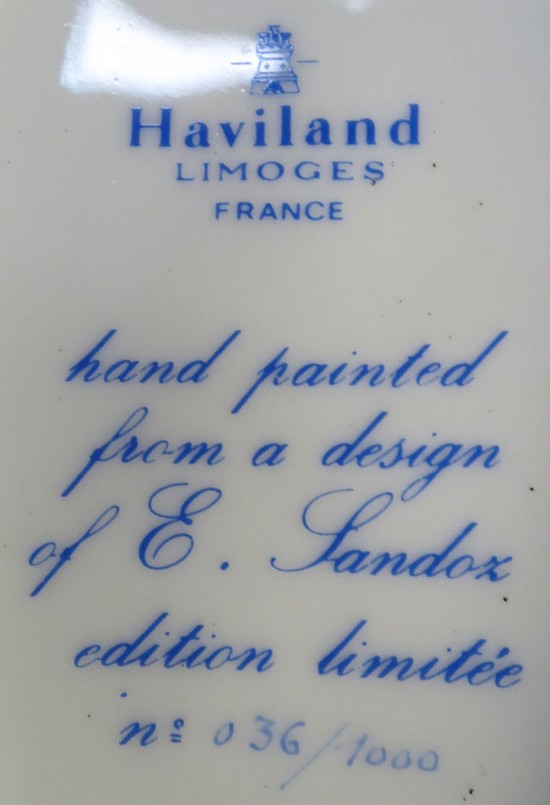 Haviland
LIMOGES
FRANCE
hand painted
from a design
of E. Sandoz
edition limitée
nº 036/1000